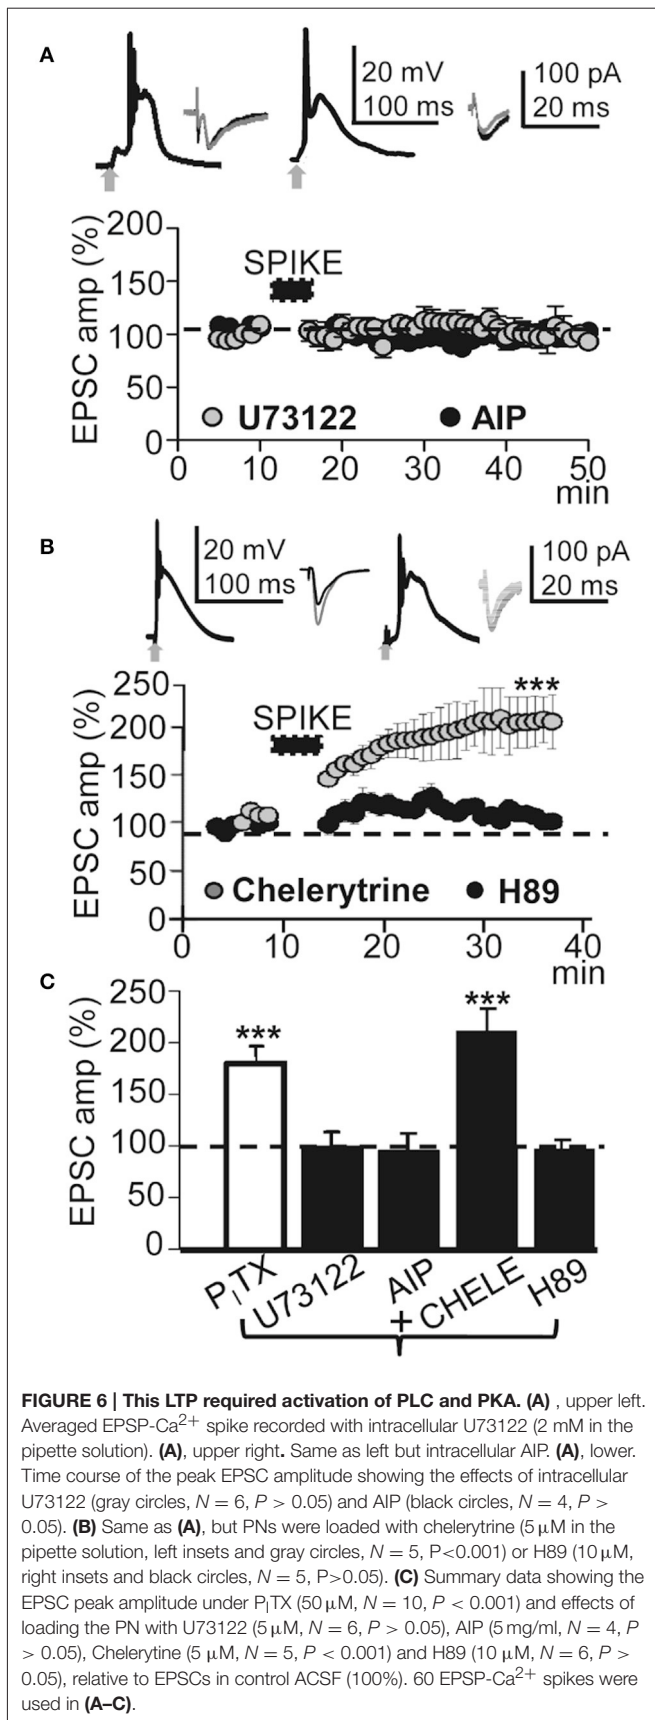 A
20 mV
100 ms
100 pA
20 ms
EPSC amp (%)
200
150
100
50
0
SPIKE
U73122
AIP
0 10 20 30 40 50
min
B
20 mV
100 ms
100 pA
20 ms
EPSC amp (%)
250
200
150
100
50
0
SPIKE
***
Chelerytrine
H89
0 10 20 30 40
min
C
EPSC amp (%)
250
200
150
100
50
0
***
***
PıTX
U73122
AIP
CHELE
H89
+
FIGURE 6 | This LTP required activation of PLC and PKA. (A) , upper left.
Averaged EPSP-Ca2+ spike recorded with intracellular U73122 (2 mM in the
pipette solution). (A), upper right. Same as left but intracellular AIP. (A), lower.
Time course of the peak EPSC amplitude showing the effects of intracellular
U73122 (gray circles, N = 6, P > 0.05) and AIP (black circles, N = 4, P >
0.05). (B) Same as (A), but PNs were loaded with chelerytrine (5 μM in the
pipette solution, left insets and gray circles, N = 5, P<0.001) or H89 (10 μM,
right insets and black circles, N = 5, P>0.05). (C) Summary data showing the
EPSC peak amplitude under PıTX (50 μM, N = 10, P < 0.001) and effects of
loading the PN with U73122 (5 μM, N = 6, P > 0.05), AIP (5 mg/ml, N = 4, P
> 0.05), Chelerytine (5 μM, N = 5, P < 0.001) and H89 (10 μM, N = 6, P >
0.05), relative to EPSCs in control ACSF (100%). 60 EPSP-Ca2+ spikes were
used in (A–C).